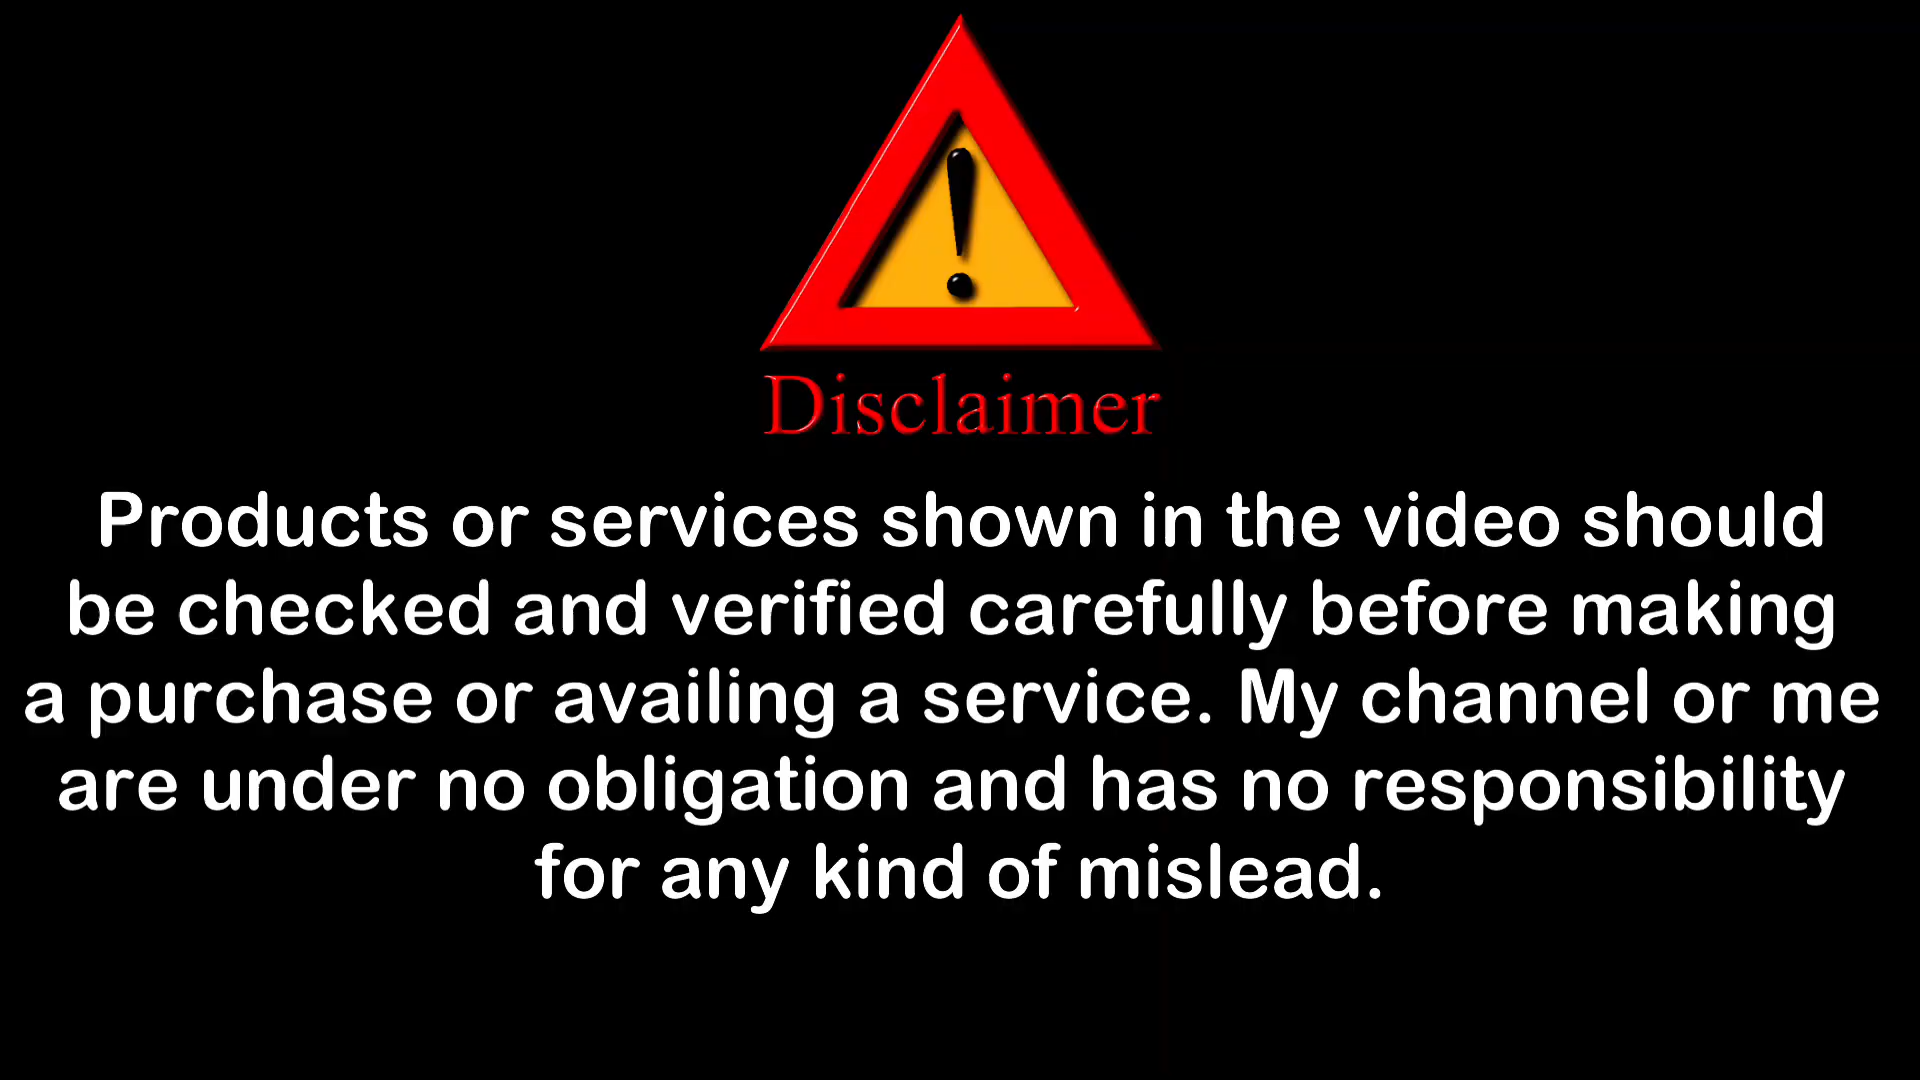 !
Disclaimer
Products or services shown in the video should
be checked and verified carefully before making
a purchase or availing a service. My channel or me
are under no obligation and has no responsibility
for any kind of mislead.